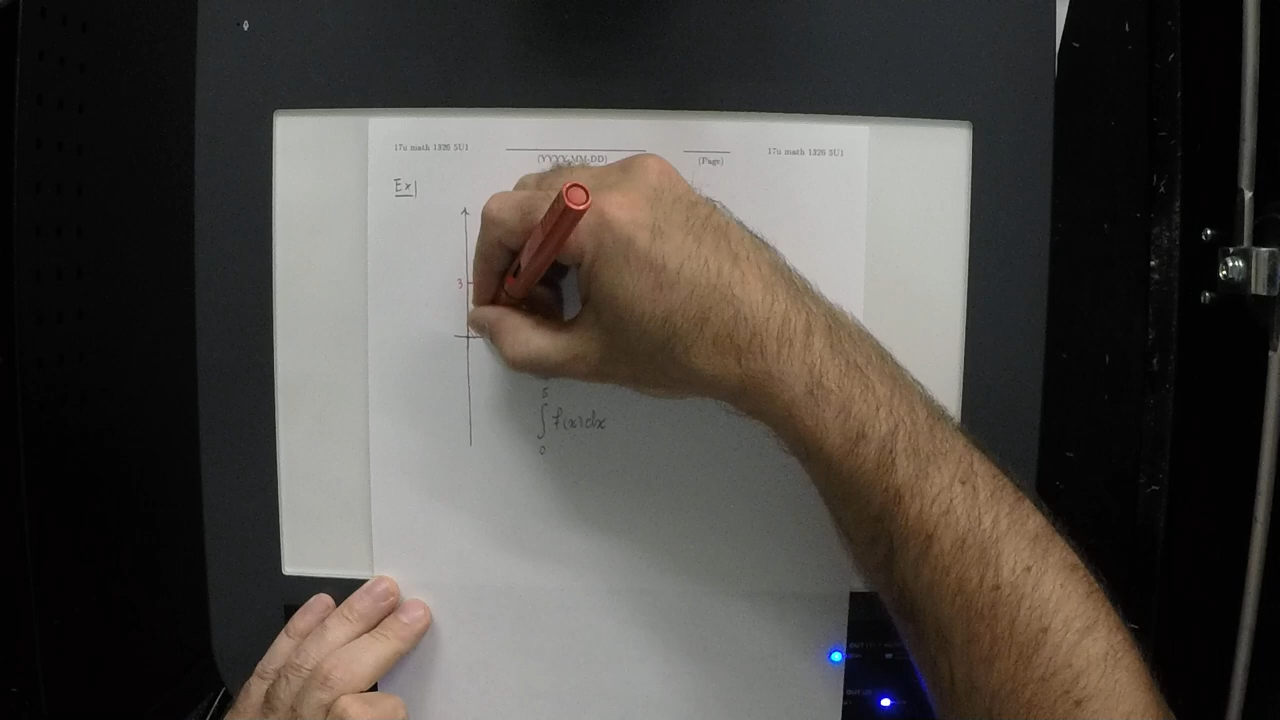 17u math 1326 5U1 (YYYY-MM-DD) (Page) 17u math 1326 5U1
Ex
3
5
∫ f(x)dx
0